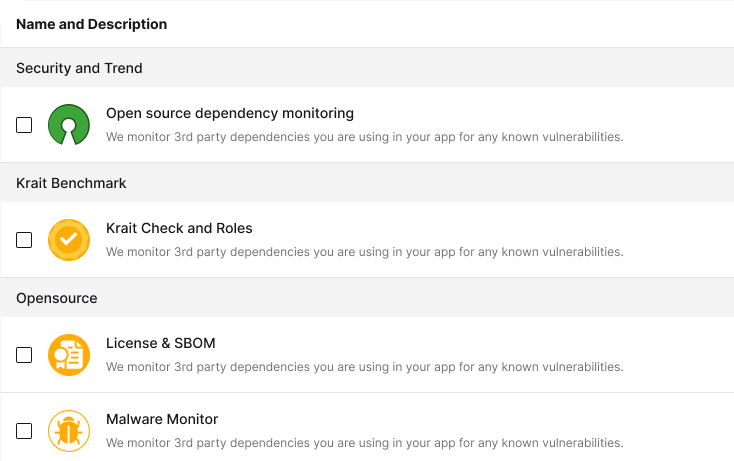 Name and Description
Security and Trend
Open source dependency monitoring
We monitor 3rd party dependencies you are using in your app for any known vulnerabilities.
Krait Benchmark
Krait Check and Roles
We monitor 3rd party dependencies you are using in your app for any known vulnerabilities.
Opensource
License & SBOM
We monitor 3rd party dependencies you are using in your app for any known vulnerabilities.
Malware Monitor
We monitor 3rd party dependencies you are using in your app for any known vulnerabilities.